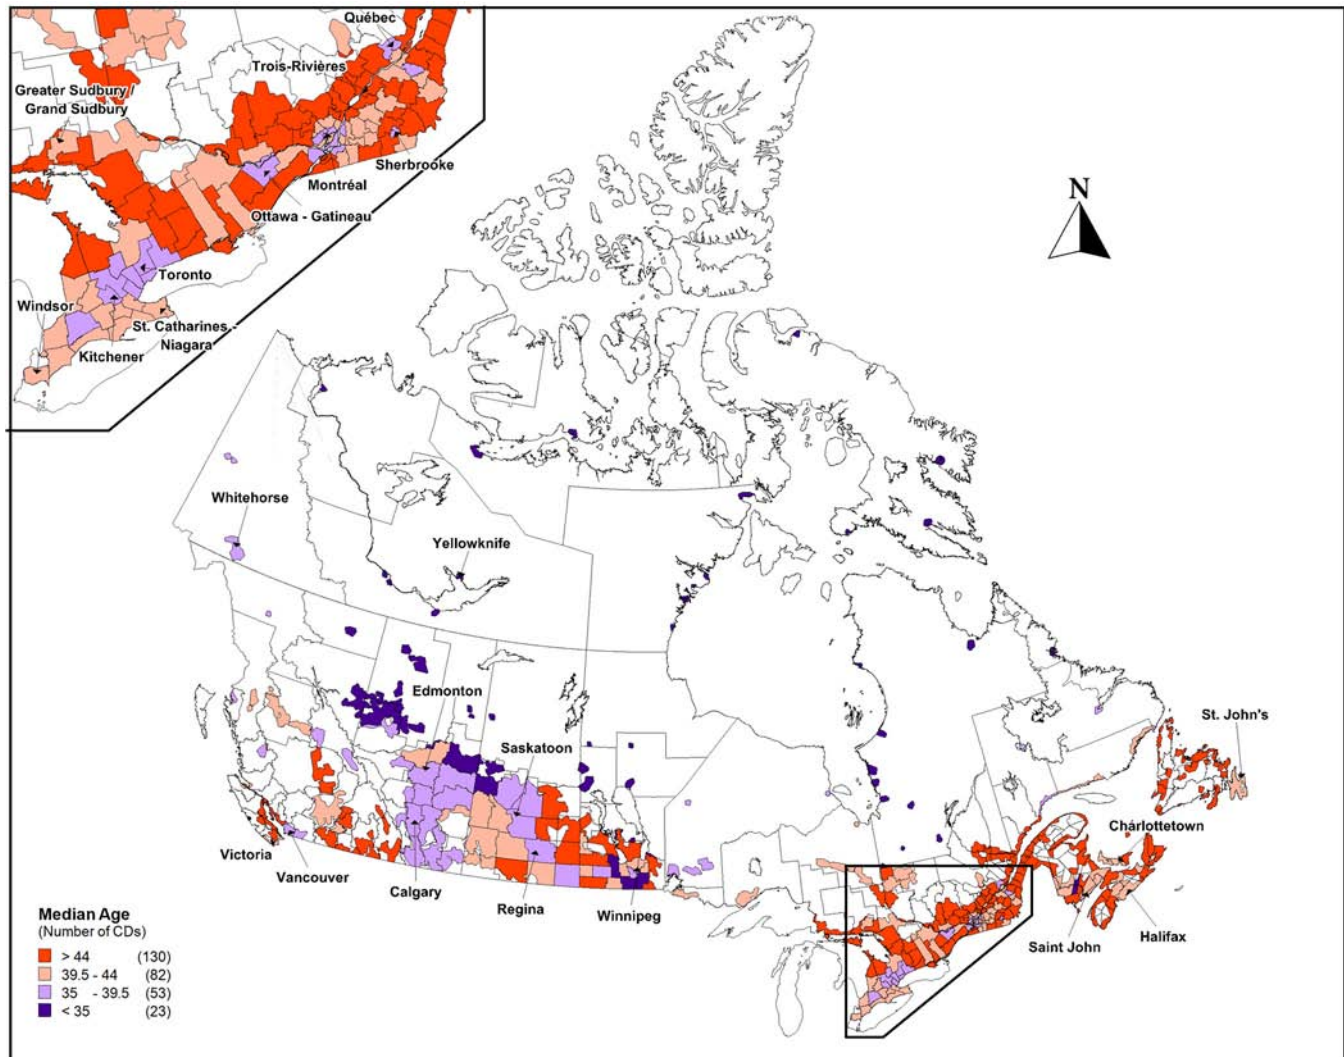 Québec
Trois-Rivières
Greater Sudbury /
Grand Sudbury
Sherbrooke
Montréal
Ottawa - Gatineau
Toronto
Windsor
St. Catharines -
Niagara
Kitchener
N
Whitehorse
Yellowknife
Edmonton
Saskatoon
St. John's
Charlottetown
Victoria
Vancouver
Calgary
Regina
Winnipeg
Saint John
Halifax
Median Age
(Number of CDs)
> 44 (130)
39.5 - 44 (82)
35 - 39.5 (53)
< 35 (23)